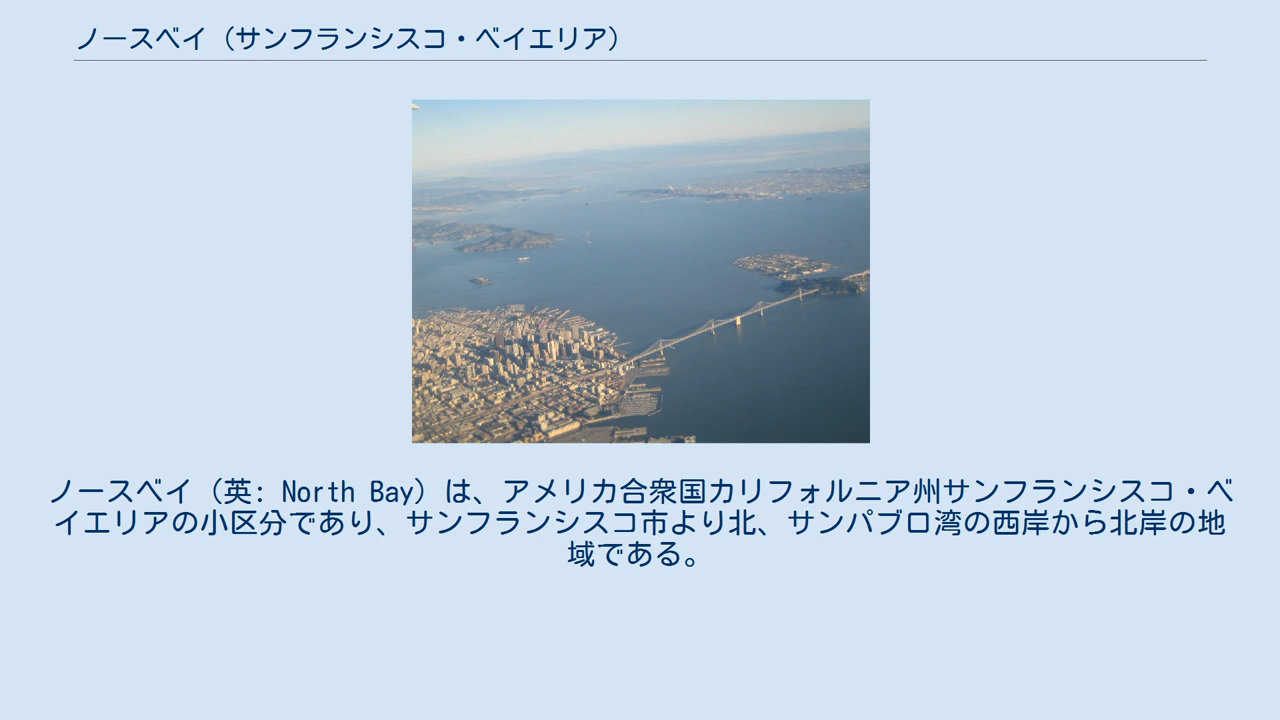 ノースベイ（サンフランシスコ・ベイエリア）
ノースベイ（英: North Bay）は、アメリカ合衆国カリフォルニア州サンフランシスコ・ベ
イエリアの小区分であり、サンフランシスコ市より北、サンパブロ湾の西岸から北岸の地
域である。